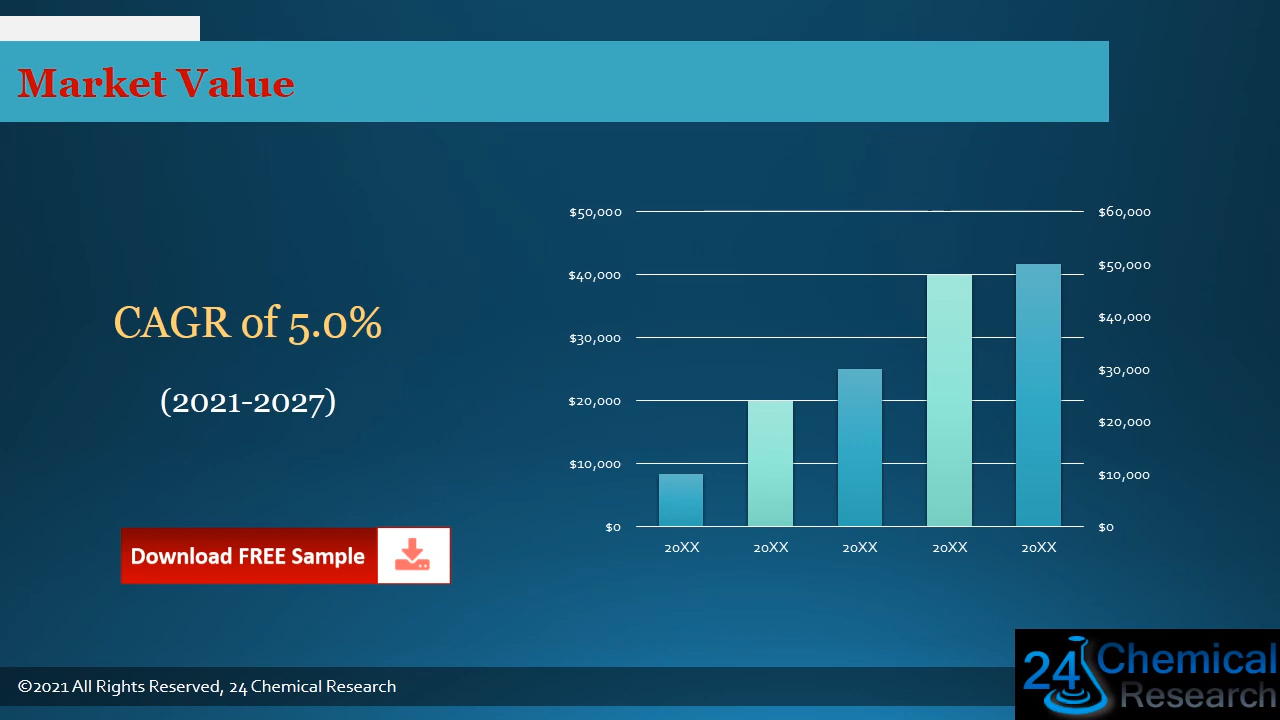 Market Value
CAGR of 5.0%
(2021-2027)
Download FREE Sample
$50,000
$40,000
$30,000
$20,000
$10,000
$0
$60,000
$50,000
$40,000
$30,000
$20,000
$10,000
$0
20XX 20XX 20XX 20XX 20XX
©2021 All Rights Reserved, 24 Chemical Research
24 Chemical
Research